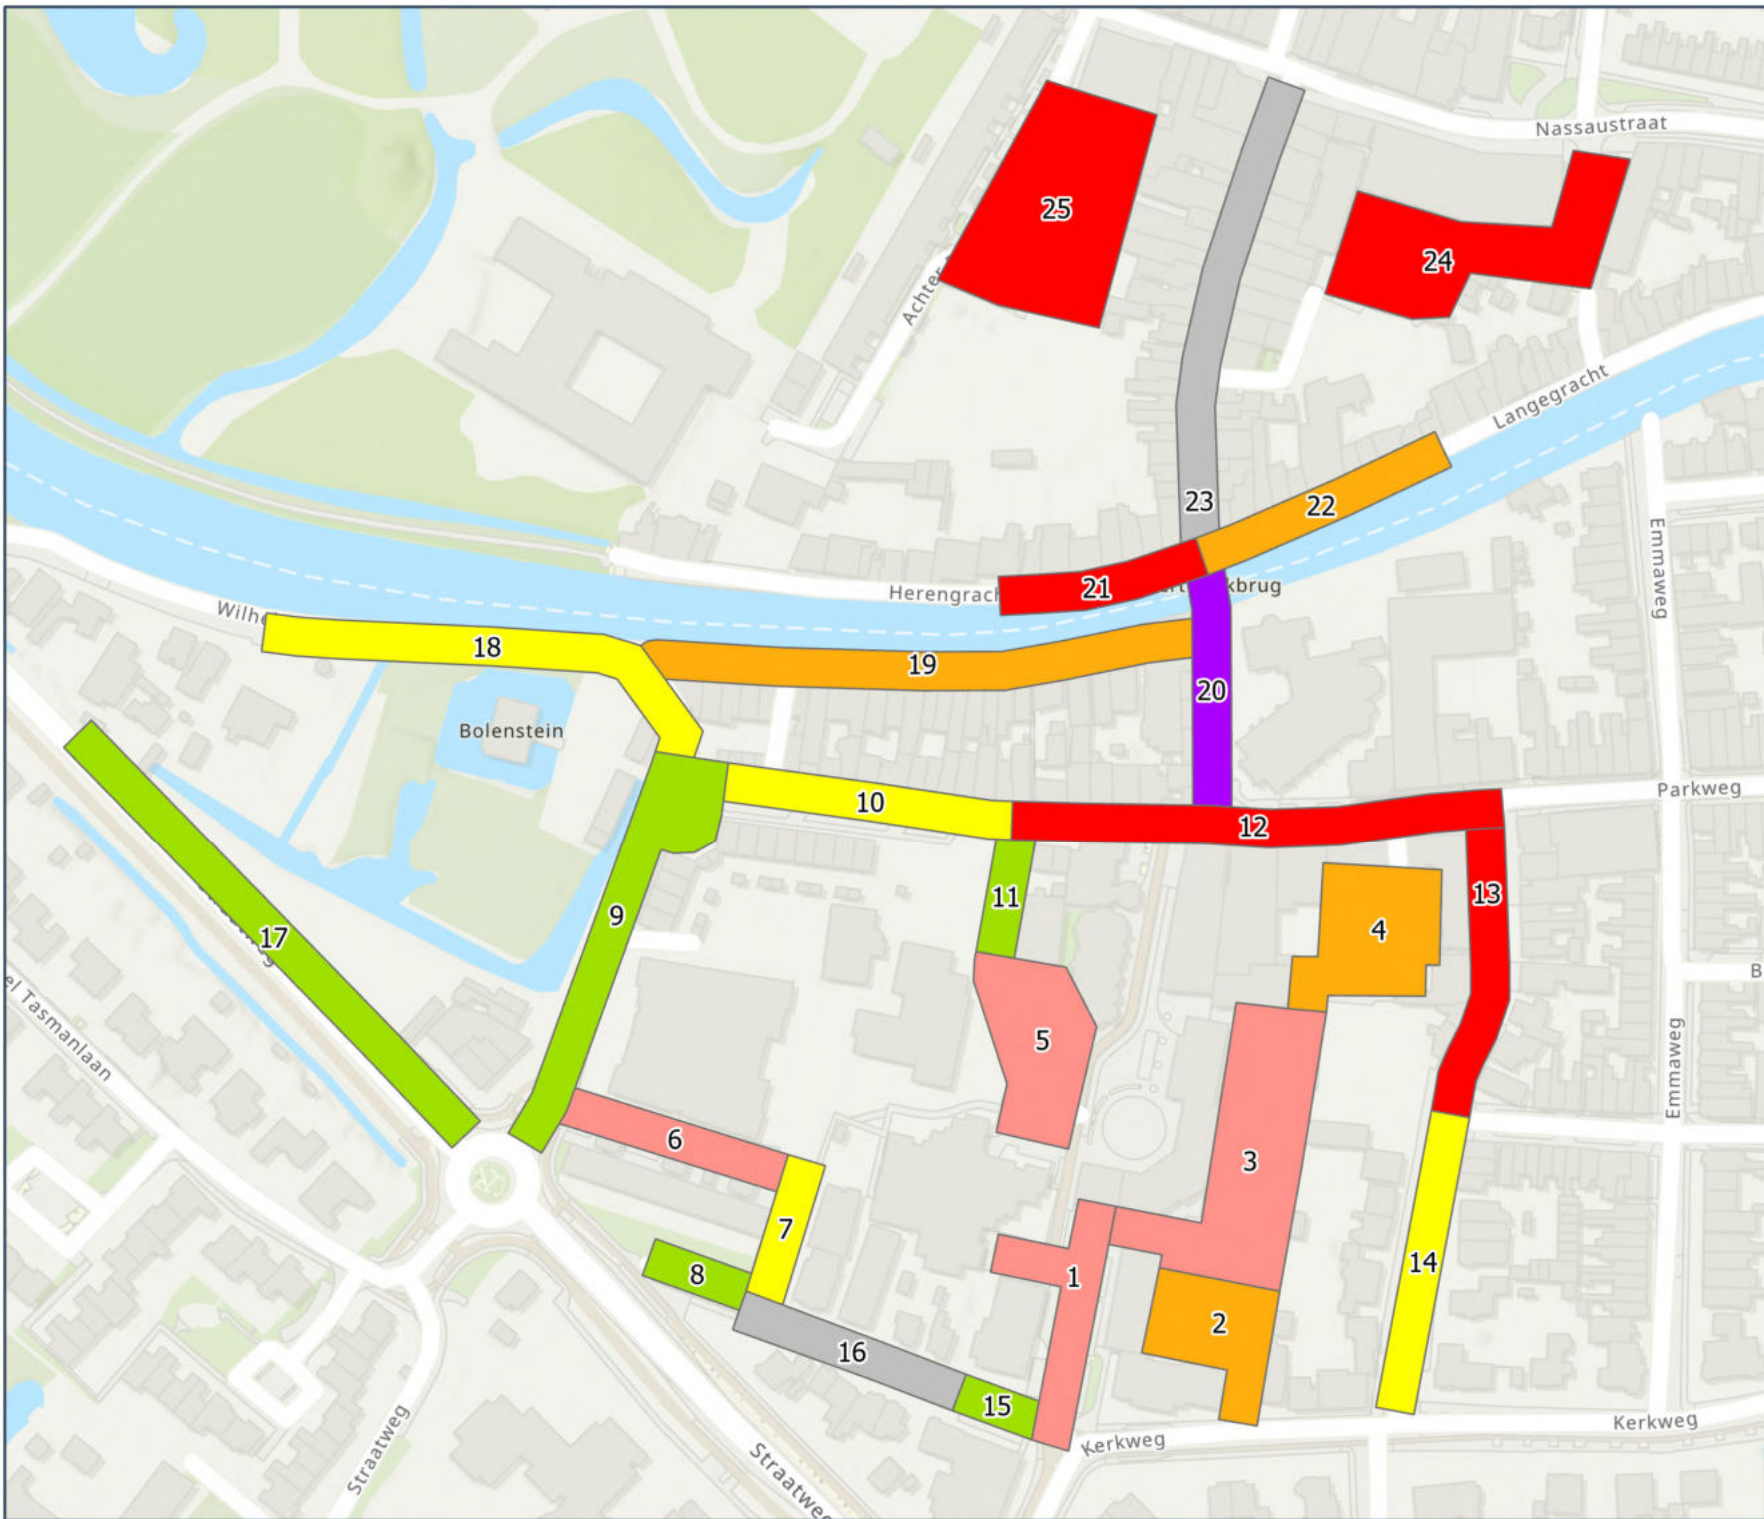 Nassaustraat
25
24
Achter
Langegracht
23
22
Emmaweg
Herengrach
21
kbrug
Wilhe
18
19
20
Bolenstein
Parkweg
10
12
11
13
9
4
17
el Tasmanlaan
5
B
Emmaweg
6
3
7
8
1
14
2
16
15
Straatweg
Straatweg
Kerkweg
Kerkweg